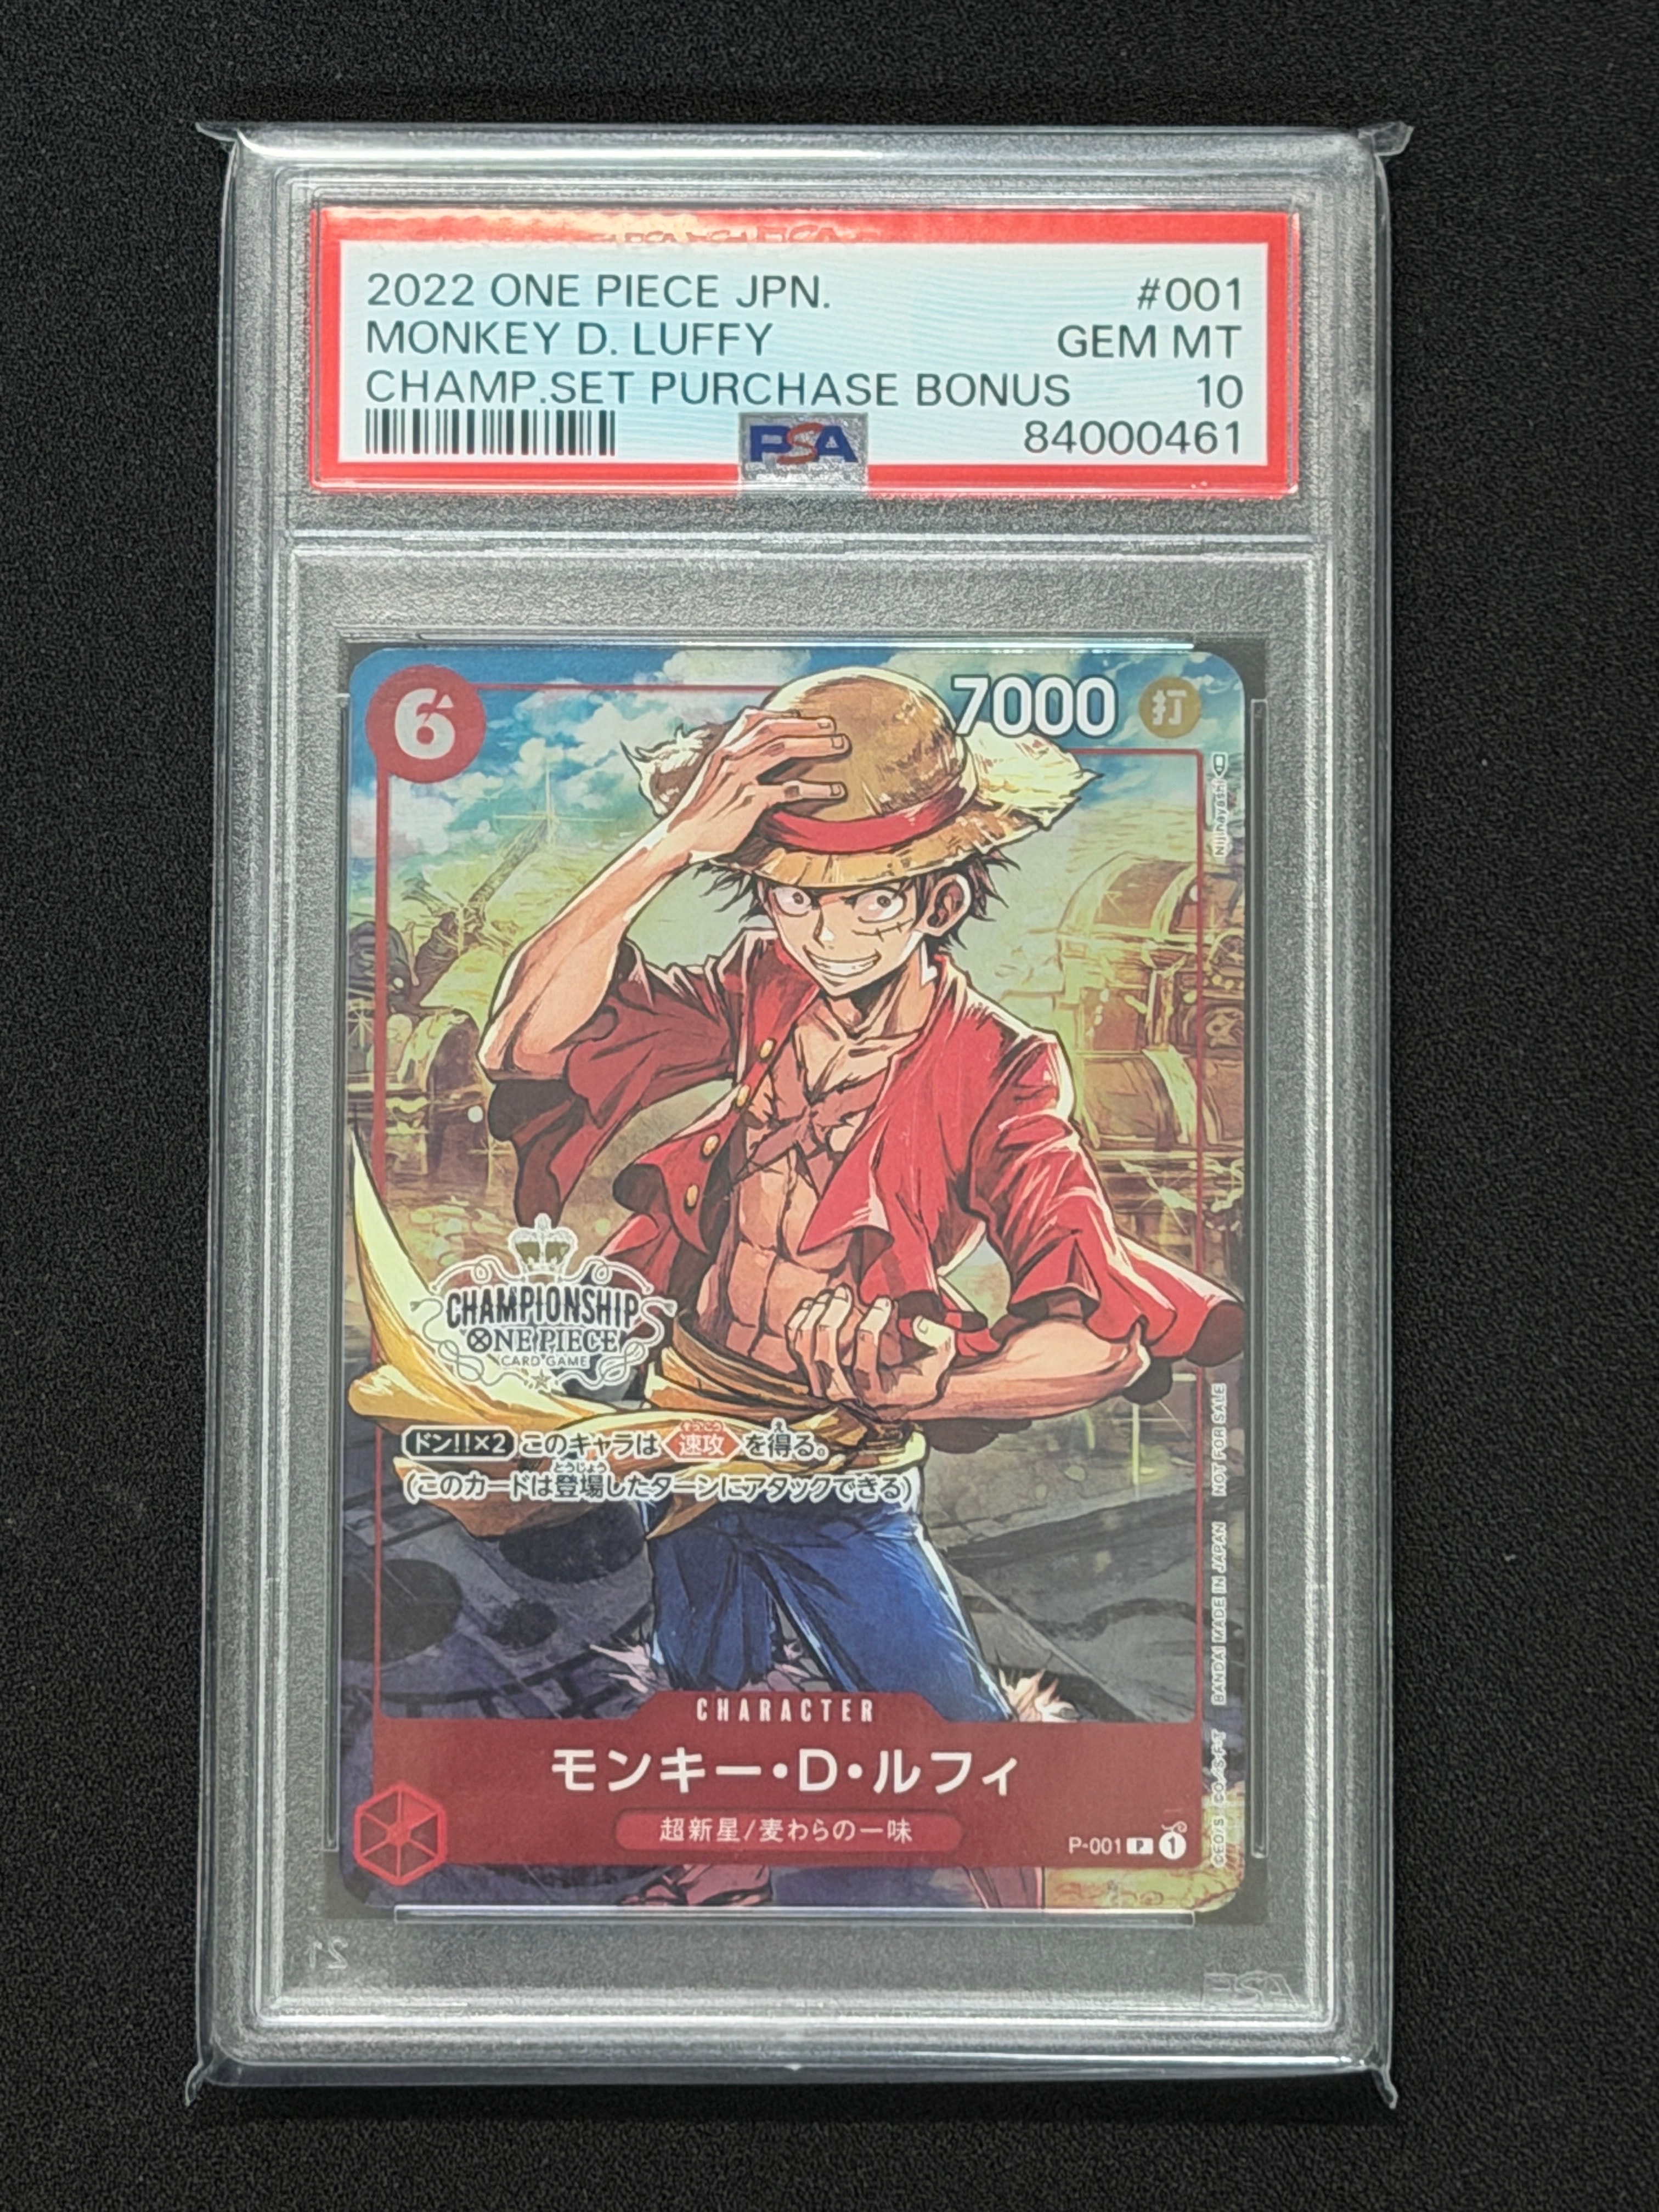 2022 ONE PIECE JPN. #001
MONKEY D. LUFFY GEM MT
CHAMP.SET PURCHASE BONUS 10
PSA 84000461
6 7000 打
Nijihayashi
CHAMPIONSHIP
ONE PIECE
CARD GAME
ドン!!×2 このキャラは速攻を得る。
(このカードは登場したターンにアタックできる)
BANDAI MADE IN JAPAN NOT FOR SALE
CHARACTER
モンキー・D・ルフィ
超新星/麦わらの一味
P-001 P 1
21 PSA